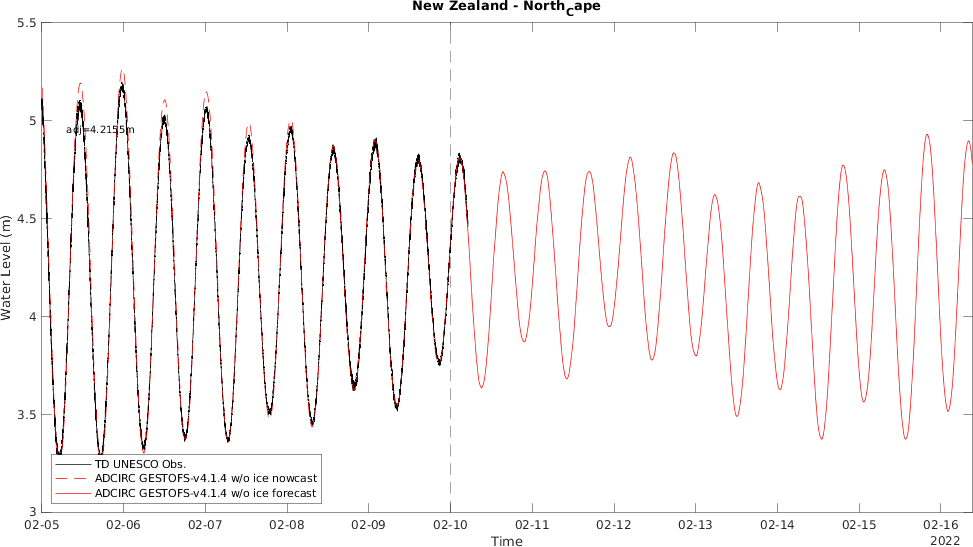 New Zealand - NorthCape
5.5
5
4.5
4
3.5
3
Water Level (m)
adj=4.2155m
TD UNESCO Obs.
ADCIRC GESTOFS-v4.1.4 w/o ice nowcast
ADCIRC GESTOFS-v4.1.4 w/o ice forecast
02-05 02-06 02-07 02-08 02-09 02-10 02-11 02-12 02-13 02-14 02-15 02-16
Time
2022